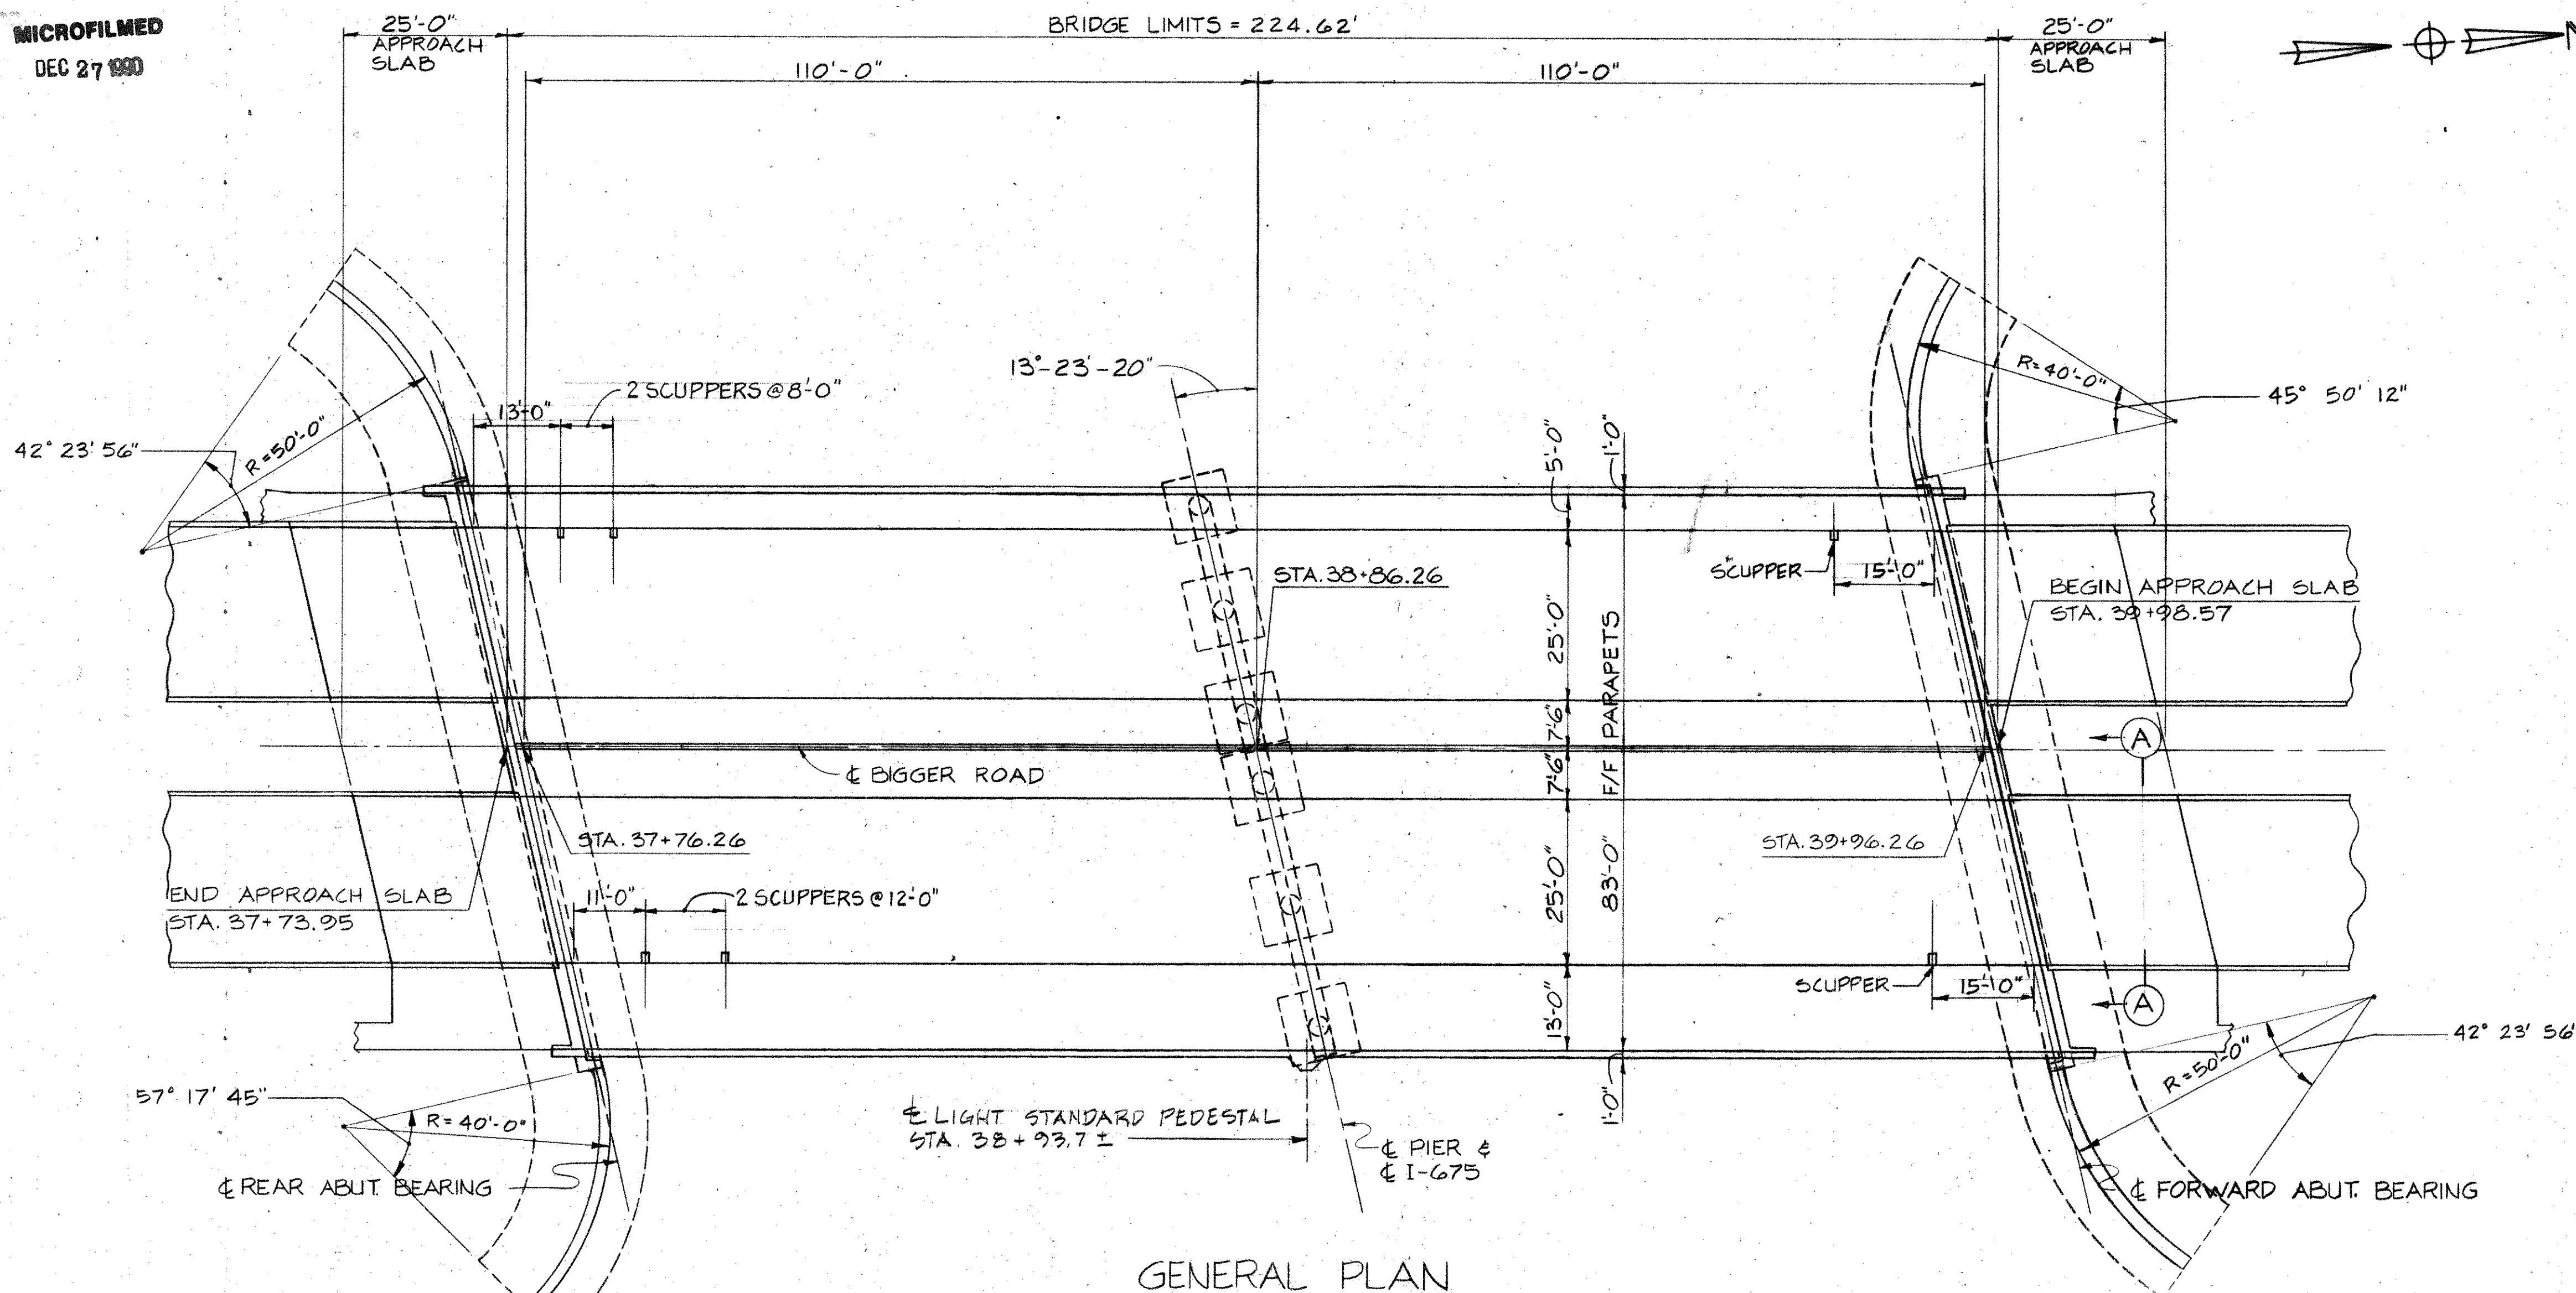 MICROFILMED
DEC 27 1990
25'-0"
APPROACH
SLAB
BRIDGE LIMITS = 224.62'
25'-0"
APPROACH
SLAB
N
110'-0"
110'-0"
13°-23'-20"
2 SCUPPERS @ 8'-0"
13'-0"
R=40'-0"
45° 50' 12"
42° 23' 56"
R=50'-0"
5'-0"
1'-0"
STA. 38+86.26
SCUPPER
15'-0"
BEGIN APPROACH SLAB
STA. 39+98.57
25'-0"
F/F PARAPETS
7'-6"
A
℄ BIGGER ROAD
7'-6"
STA. 37+76.26
STA. 39+96.26
END APPROACH SLAB
STA. 37+73.95
11'-0"
2 SCUPPERS @ 12'-0"
25'-0"
83'-0"
SCUPPER
15'-0"
A
13'-0"
42° 23' 56"
R=50'-0"
57° 17' 45"
R=40'-0"
℄ LIGHT STANDARD PEDESTAL
STA. 38+93.7 ±
1'-0"
℄ PIER &
℄ I-675
℄ REAR ABUT. BEARING
℄ FORWARD ABUT. BEARING
GENERAL PLAN